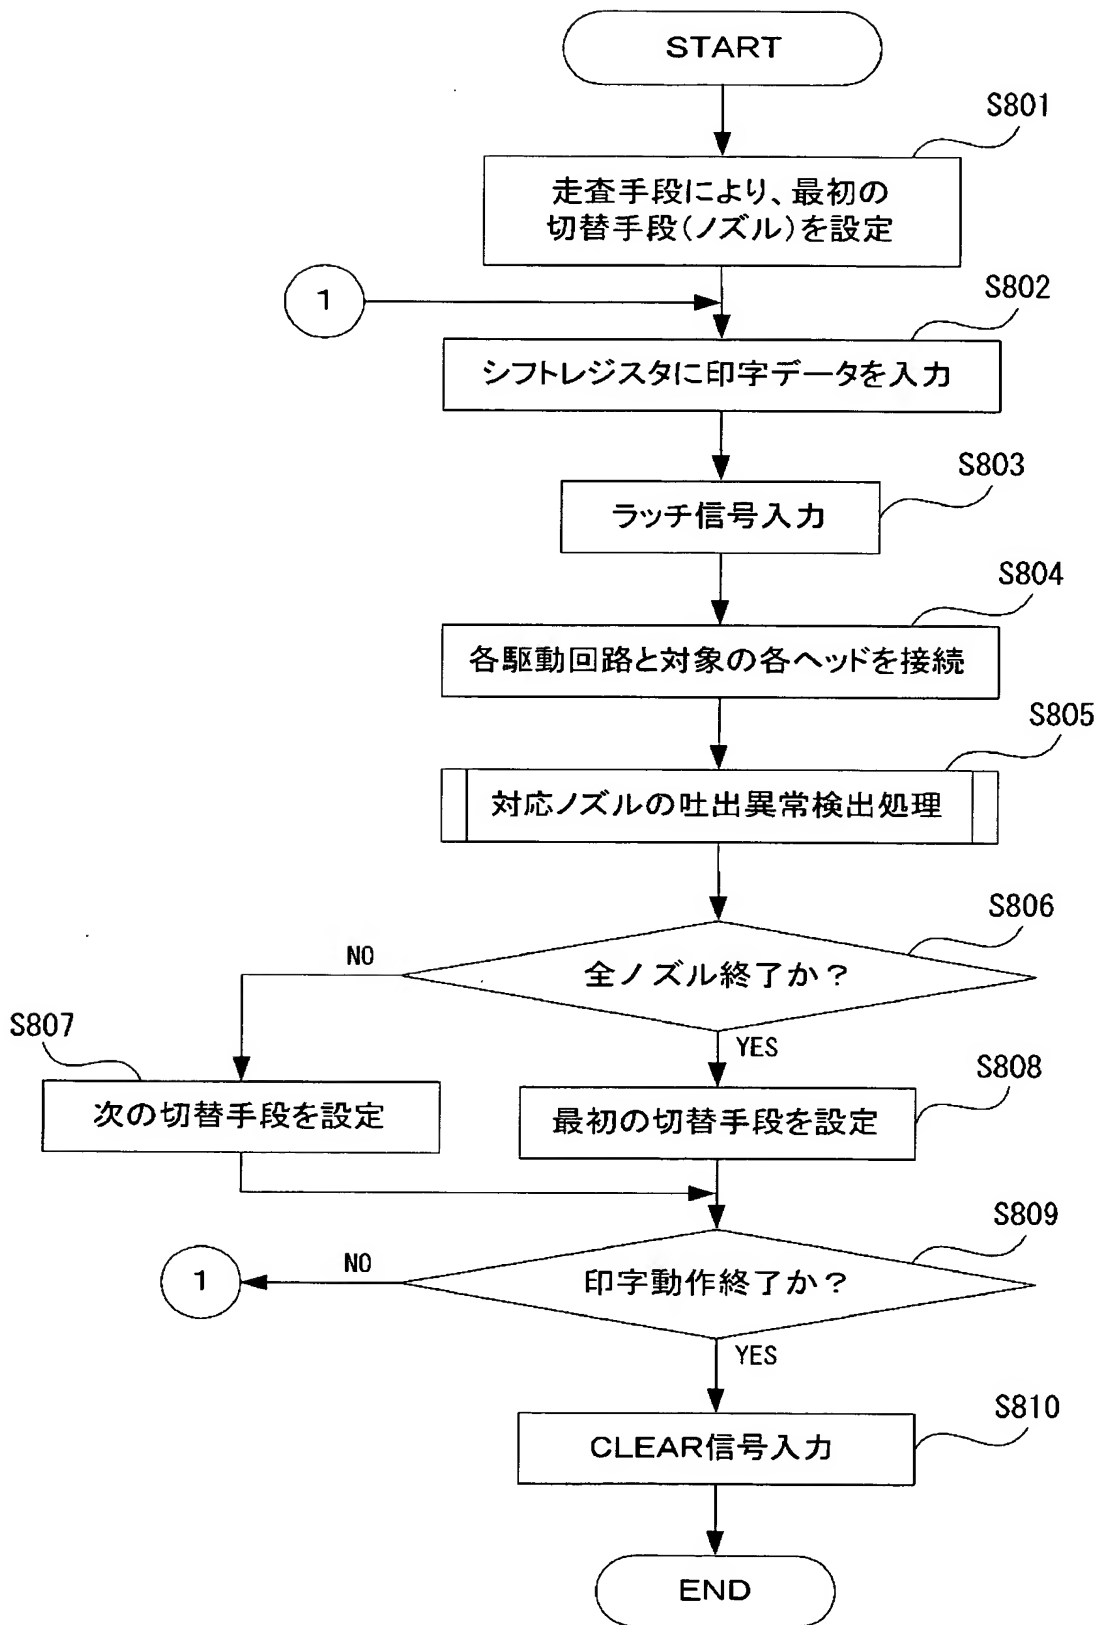 START
S801
走査手段により、最初の
切替手段(ノズル)を設定
1
S802
シフトレジスタに印字データを入力
S803
ラッチ信号入力
S804
各駆動回路と対象の各ヘッドを接続
S805
対応ノズルの吐出異常検出処理
S806
NO
全ノズル終了か？
YES
S807
次の切替手段を設定
S808
最初の切替手段を設定
S809
1
NO
印字動作終了か？
YES
S810
CLEAR信号入力
END